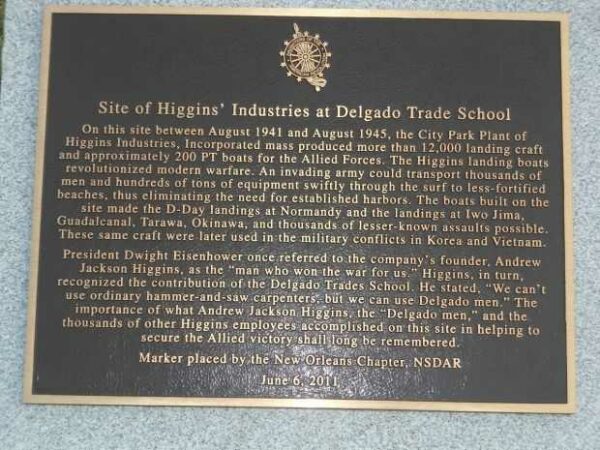 Site of Higgins' Industries at Delgado Trade School
On this site between August 1941 and August 1945, the City Park Plant of
Higgins Industries, Incorporated mass produced more than 12,000 landing craft
and approximately 200 PT boats for the Allied Forces. The Higgins landing boats
revolutionized modern warfare. An invading army could transport thousands of
men and hundreds of tons of equipment swiftly through the surf to less-fortified
beaches, thus eliminating the need for established harbors. The boats built on the
site made the D-Day landings at Normandy and the landings at Iwo Jima,
Guadalcanal, Tarawa, Okinawa, and thousands of lesser-known assaults possible.
These same craft were later used in the military conflicts in Korea and Vietnam.
President Dwight Eisenhower once referred to the company's founder, Andrew
Jackson Higgins, as the "man who won the war for us." Higgins, in turn,
recognized the contribution of the Delgado Trades School. He stated, "We can't
use ordinary hammer-and-saw carpenters, but we can use Delgado men." The
importance of what Andrew Jackson Higgins, the "Delgado men," and the
thousands of other Higgins employees accomplished on this site in helping to
secure the Allied victory shall long be remembered.
Marker placed by the New Orleans Chapter, NSDAR
June 6, 2011